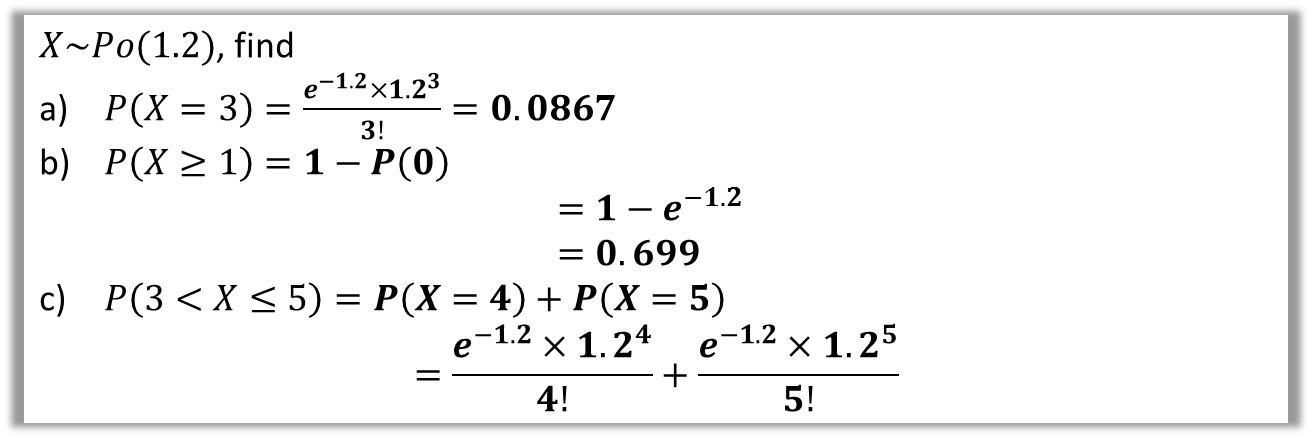 X~Po(1.2), find
a) P(X = 3) = e^{−1.2}×1.2^3 / 3! = 0.0867
b) P(X ≥ 1) = 1 − P(0)
= 1 − e^{−1.2}
= 0.699
c) P(3 < X ≤ 5) = P(X = 4) + P(X = 5)
= e^{−1.2} × 1.2^4 / 4! + e^{−1.2} × 1.2^5 / 5!